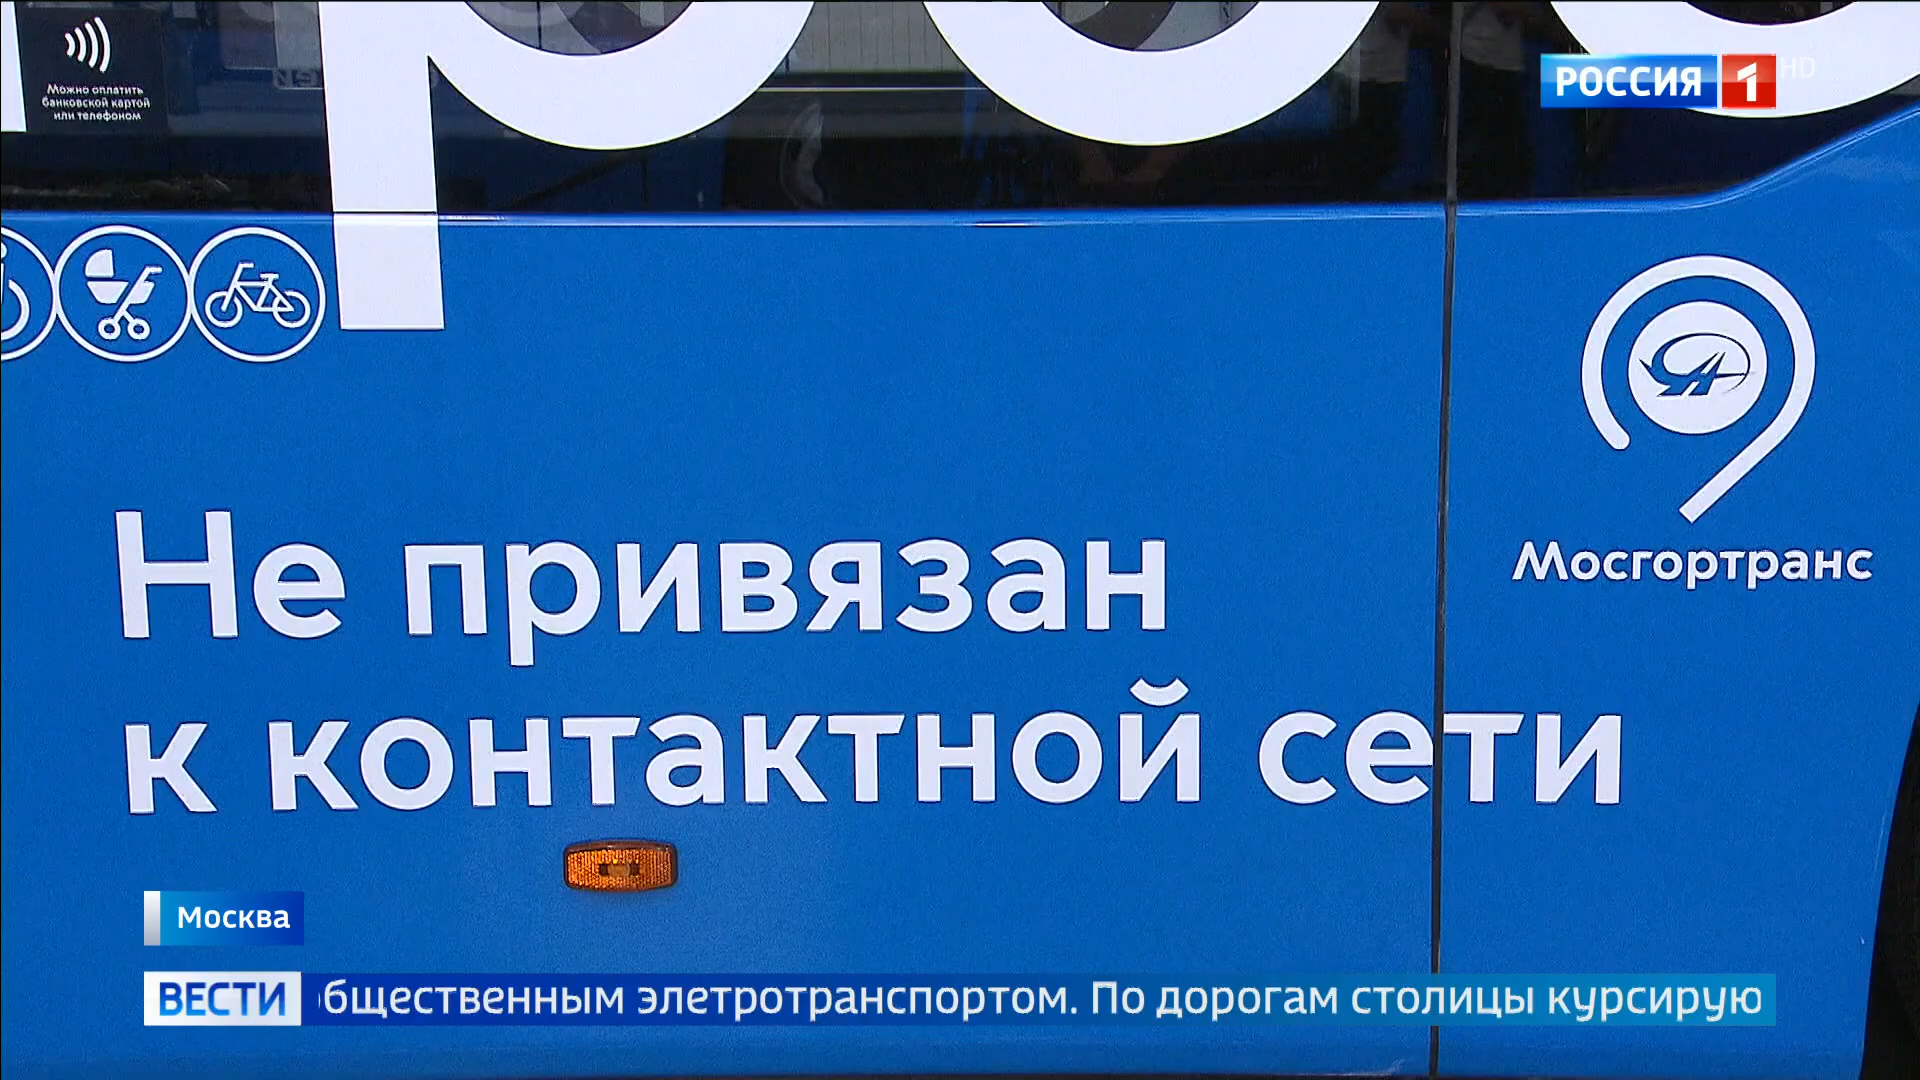 Можно оплатить
банковской картой
или телефоном
РОССИЯ 1 HD
Мосгортранс
Не привязан
к контактной сети
Москва
ВЕСТИ
бщественным элетротранспортом. По дорогам столицы курсирую